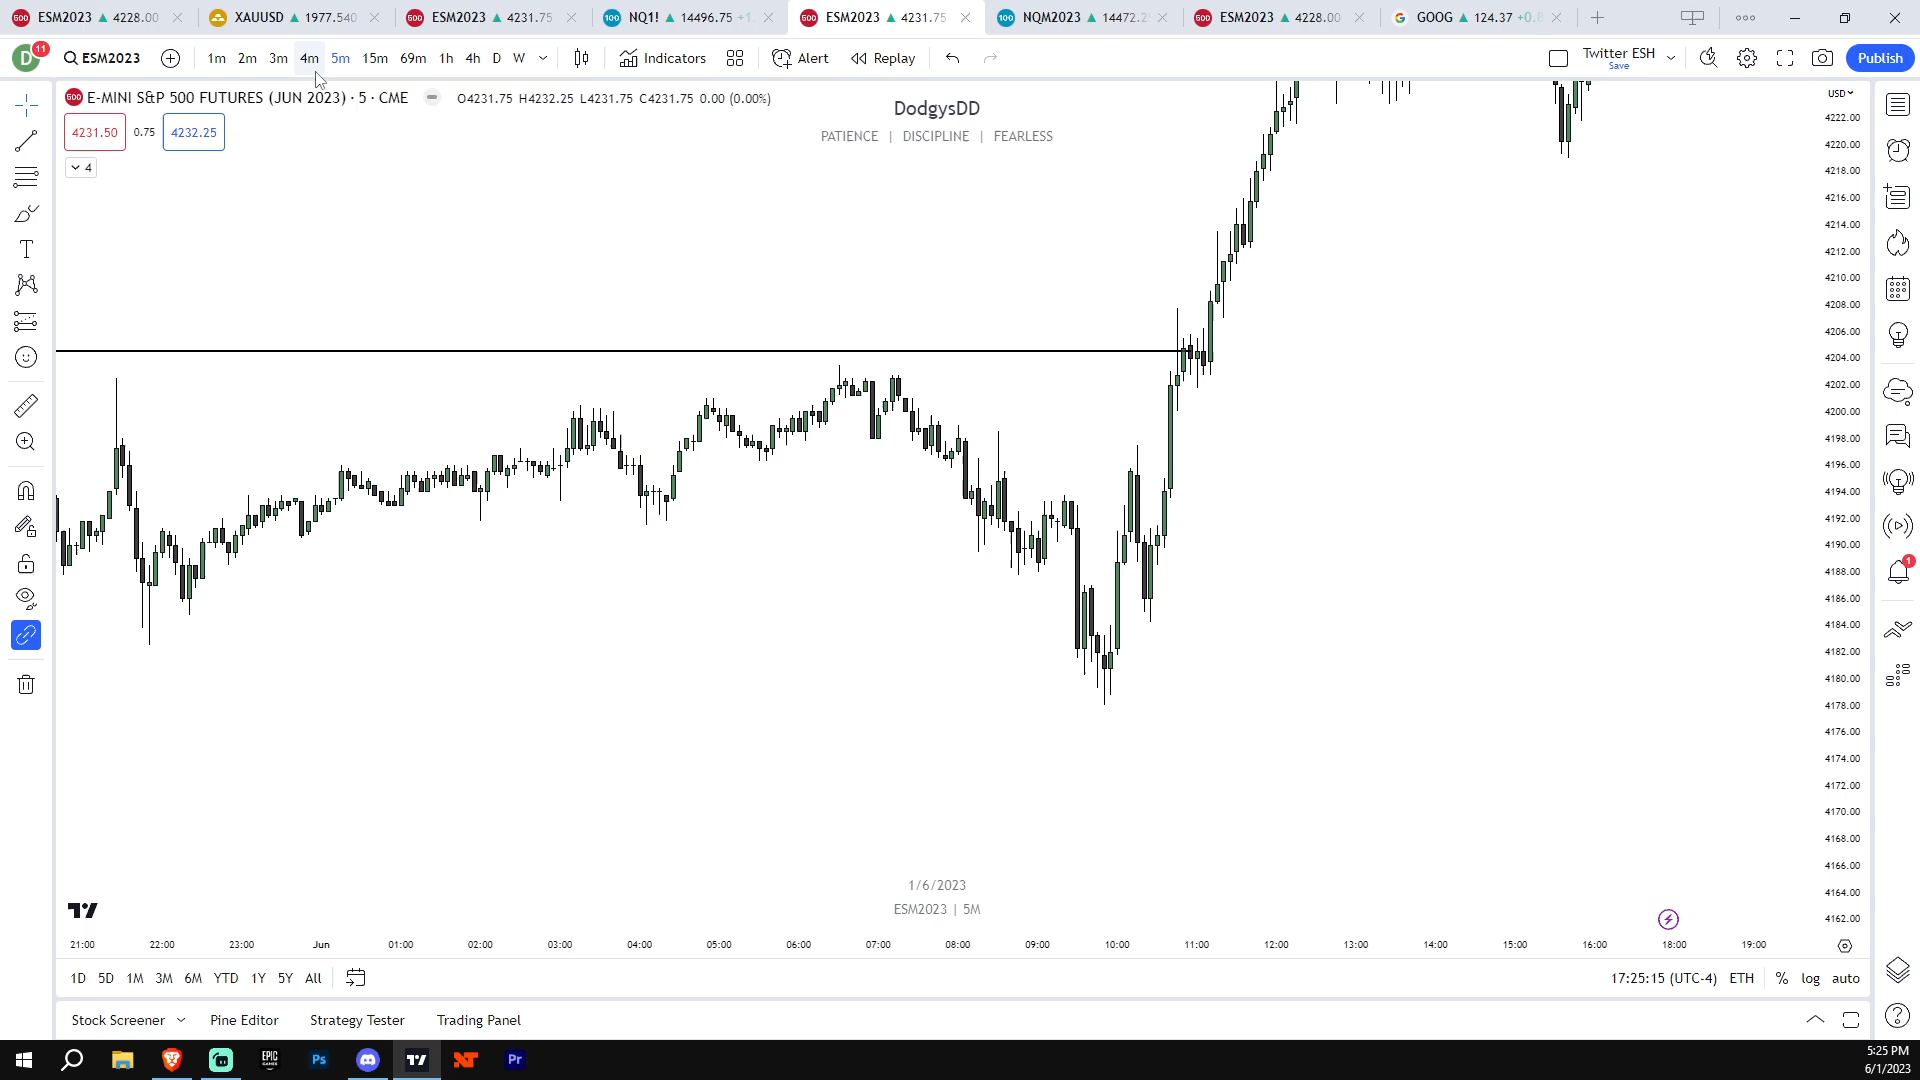 ESM2023 ▲ 4228.00
XAUUSD ▲ 1977.540
ESM2023 ▲ 4231.75
NQ1! ▲ 14496.75 +1
ESM2023 ▲ 4231.75
NQM2023 ▲ 14472.2
ESM2023 ▲ 4228.00
GOOG ▲ 124.37 +0.8
D 11 ESM2023 1m 2m 3m 4m 5m 15m 69m 1h 4h D W Indicators Alert Replay Twitter ESH Save Publish
E-MINI S&P 500 FUTURES (JUN 2023) · 5 · CME O4231.75 H4232.25 L4231.75 C4231.75 0.00 (0.00%)
4231.50 0.75 4232.25
4
DodgysDD
PATIENCE | DISCIPLINE | FEARLESS
USD
4222.00
4220.00
4218.00
4216.00
4214.00
4212.00
4210.00
4208.00
4206.00
4204.00
4202.00
4200.00
4198.00
4196.00
4194.00
4192.00
4190.00
4188.00
4186.00
4184.00
4182.00
4180.00
4178.00
4176.00
4174.00
4172.00
4170.00
4168.00
4166.00
4164.00
4162.00
1
1/6/2023
ESM2023 | 5M
21:00 22:00 23:00 Jun 01:00 02:00 03:00 04:00 05:00 06:00 07:00 08:00 09:00 10:00 11:00 12:00 13:00 14:00 15:00 16:00 18:00 19:00
1D 5D 1M 3M 6M YTD 1Y 5Y All 17:25:15 (UTC-4) ETH % log auto
Stock Screener Pine Editor Strategy Tester Trading Panel
EPIC GAMES Ps Pr
5:25 PM
6/1/2023